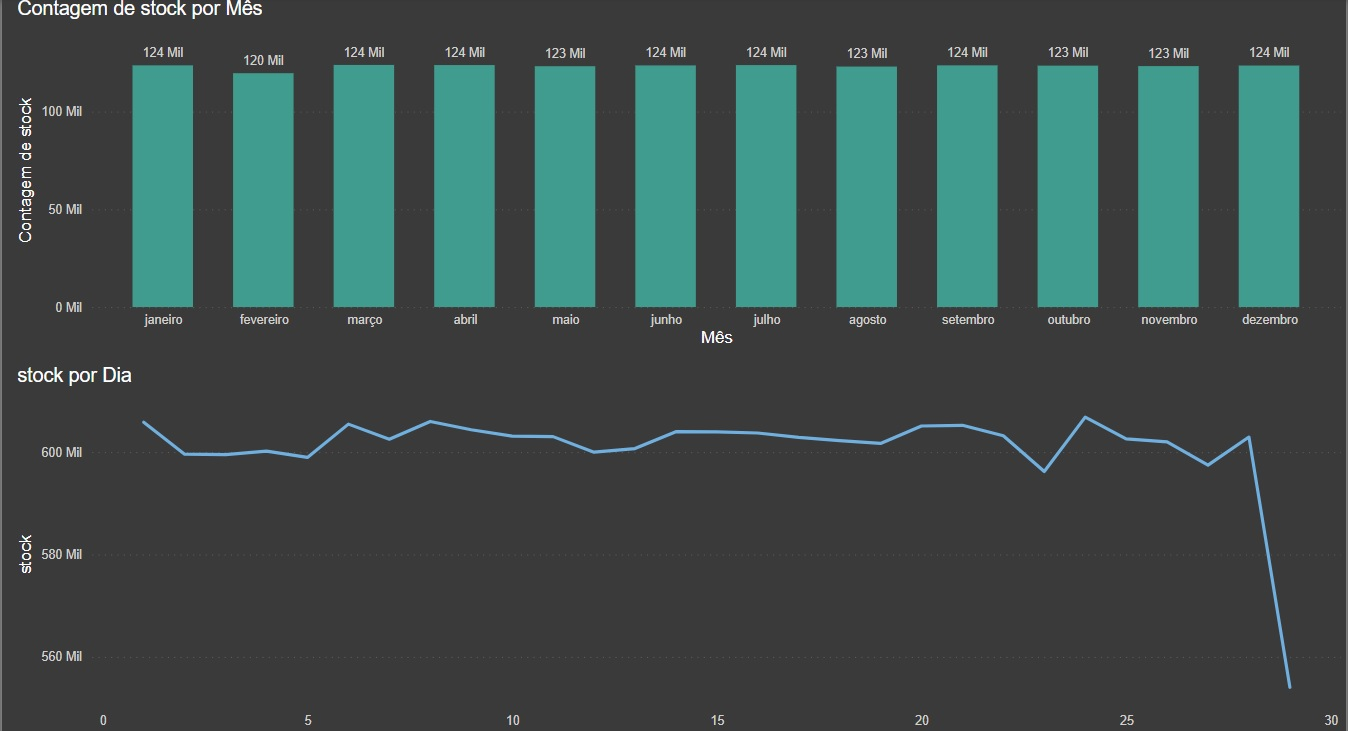 Contagem de stock por Mês
124 Mil 120 Mil 124 Mil 124 Mil 123 Mil 124 Mil 124 Mil 123 Mil 124 Mil 123 Mil 123 Mil 124 Mil
Contagem de stock
100 Mil
50 Mil
0 Mil
janeiro fevereiro março abril maio junho julho agosto setembro outubro novembro dezembro
Mês
stock por Dia
stock
600 Mil
580 Mil
560 Mil
0 5 10 15 20 25 30